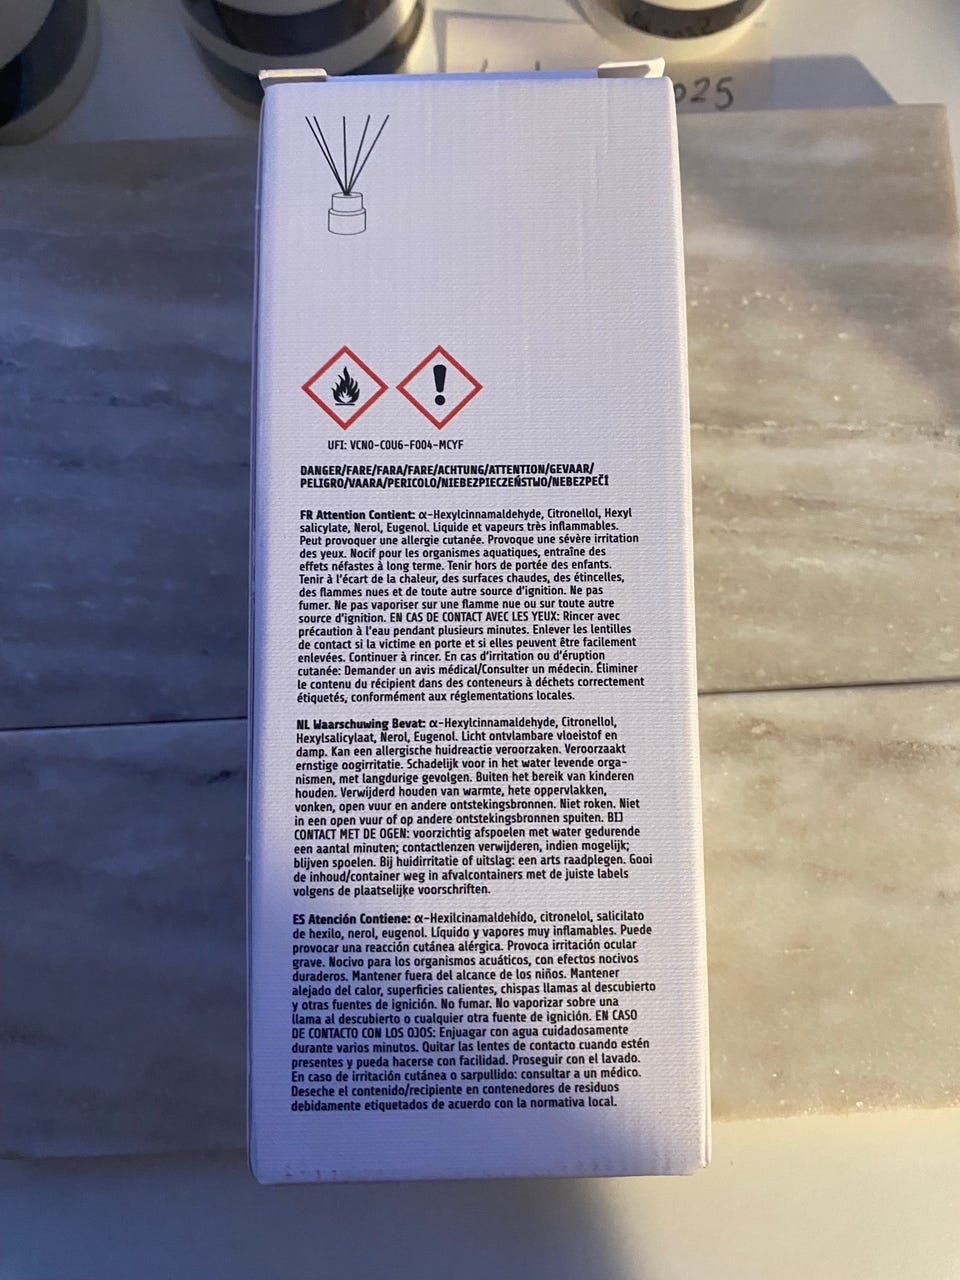 025
UFI: VCN0-C0U6-F004-MCYF
DANGER/FARE/FARA/FARE/ACHTUNG/ATTENTION/GEVAAR/
PELIGRO/VAARA/PERICOLO/NIEBEZPIECZEŃSTWO/NEBEZPEČÍ
FR Attention Contient: α-Hexylcinnamaldehyde, Citronellol, Hexyl
salicylate, Nerol, Eugenol. Liquide et vapeurs très inflammables.
Peut provoquer une allergie cutanée. Provoque une sévère irritation
des yeux. Nocif pour les organismes aquatiques, entraîne des
effets néfastes à long terme. Tenir hors de portée des enfants.
Tenir à l'écart de la chaleur, des surfaces chaudes, des étincelles,
des flammes nues et de toute autre source d'ignition. Ne pas
fumer. Ne pas vaporiser sur une flamme nue ou sur toute autre
source d'ignition. EN CAS DE CONTACT AVEC LES YEUX: Rincer avec
précaution à l'eau pendant plusieurs minutes. Enlever les lentilles
de contact si la victime en porte et si elles peuvent être facilement
enlevées. Continuer à rincer. En cas d'irritation ou d'éruption
cutanée: Demander un avis médical/Consulter un médecin. Éliminer
le contenu du récipient dans des conteneurs à déchets correctement
étiquetés, conformément aux réglementations locales.
NL Waarschuwing Bevat: α-Hexylcinnamaldehyde, Citronellol,
Hexylsalicylaat, Nerol, Eugenol. Licht ontvlambare vloeistof en
damp. Kan een allergische huidreactie veroorzaken. Veroorzaakt
ernstige oogirritatie. Schadelijk voor in het water levende orga-
nismen, met langdurige gevolgen. Buiten het bereik van kinderen
houden. Verwijderd houden van warmte, hete oppervlakken,
vonken, open vuur en andere ontstekingsbronnen. Niet roken. Niet
in een open vuur of op andere ontstekingsbronnen spuiten. BIJ
CONTACT MET DE OGEN: voorzichtig afspoelen met water gedurende
een aantal minuten; contactlenzen verwijderen, indien mogelijk;
blijven spoelen. Bij huidirritatie of uitslag: een arts raadplegen. Gooi
de inhoud/container weg in afvalcontainers met de juiste labels
volgens de plaatselijke voorschriften.
ES Atención Contiene: α-Hexilcinamaldehído, citronelol, salicilato
de hexilo, nerol, eugenol. Líquido y vapores muy inflamables. Puede
provocar una reacción cutánea alérgica. Provoca irritación ocular
grave. Nocivo para los organismos acuáticos, con efectos nocivos
duraderos. Mantener fuera del alcance de los niños. Mantener
alejado del calor, superficies calientes, chispas llamas al descubierto
y otras fuentes de ignición. No fumar. No vaporizar sobre una
llama al descubierto o cualquier otra fuente de ignición. EN CASO
DE CONTACTO CON LOS OJOS: Enjuagar con agua cuidadosamente
durante varios minutos. Quitar las lentes de contacto cuando estén
presentes y pueda hacerse con facilidad. Proseguir con el lavado.
En caso de irritación cutánea o sarpullido: consultar a un médico.
Deseche el contenido/recipiente en contenedores de residuos
debidamente etiquetados de acuerdo con la normativa local.